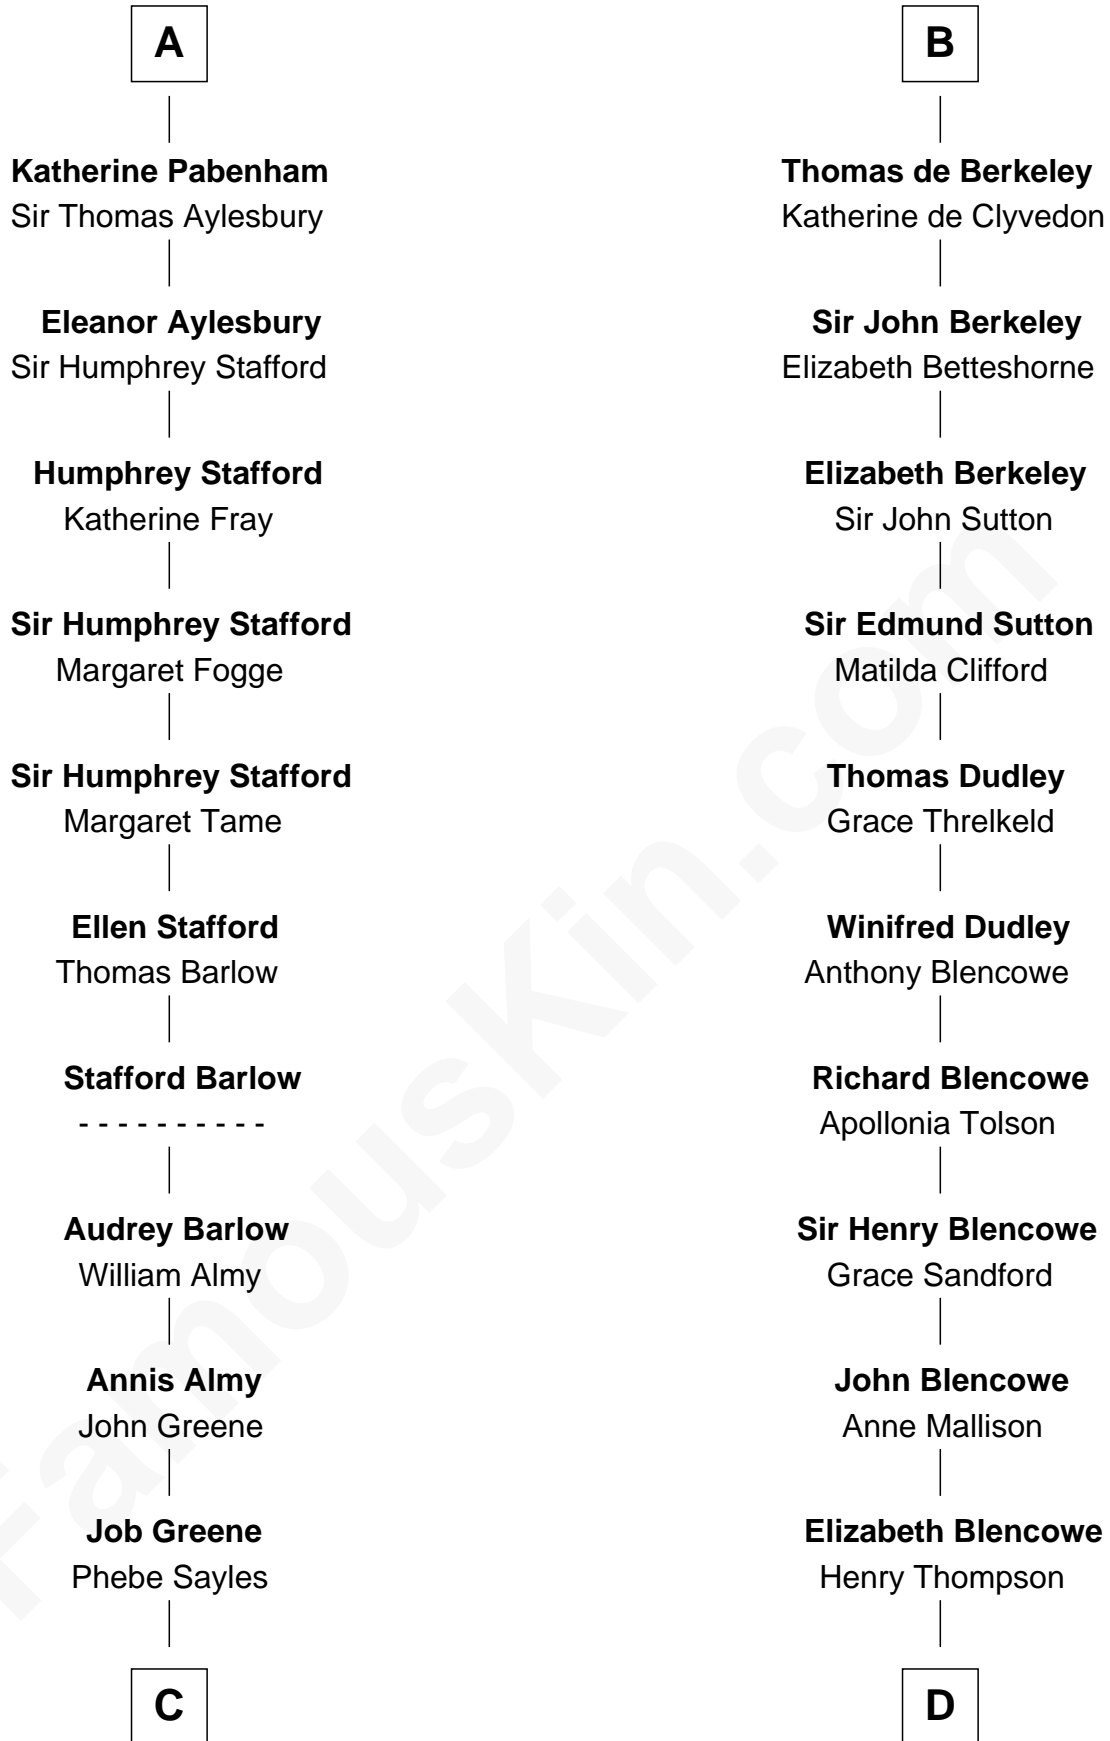 A
Katherine Pabenham
Sir Thomas Aylesbury
Eleanor Aylesbury
Sir Humphrey Stafford
Humphrey Stafford
Katherine Fray
Sir Humphrey Stafford
Margaret Fogge
Sir Humphrey Stafford
Margaret Tame
Ellen Stafford
Thomas Barlow
Stafford Barlow
- - - - - - - - - -
Audrey Barlow
William Almy
Annis Almy
John Greene
Job Greene
Phebe Sayles
C
B
Thomas de Berkeley
Katherine de Clyvedon
Sir John Berkeley
Elizabeth Betteshorne
Elizabeth Berkeley
Sir John Sutton
Sir Edmund Sutton
Matilda Clifford
Thomas Dudley
Grace Threlkeld
Winifred Dudley
Anthony Blencowe
Richard Blencowe
Apollonia Tolson
Sir Henry Blencowe
Grace Sandford
John Blencowe
Anne Mallison
Elizabeth Blencowe
Henry Thompson
D
FamousKin.com